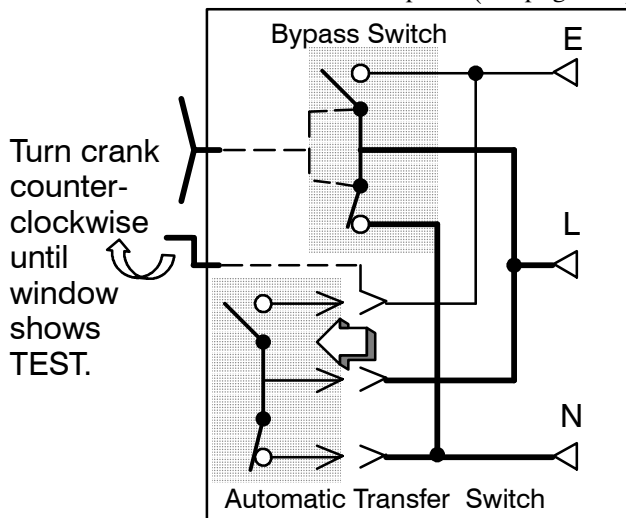 Bypass Switch
E
Turn crank
counter-
clockwise
until
window
shows
TEST.
L
N
Automatic Transfer Switch